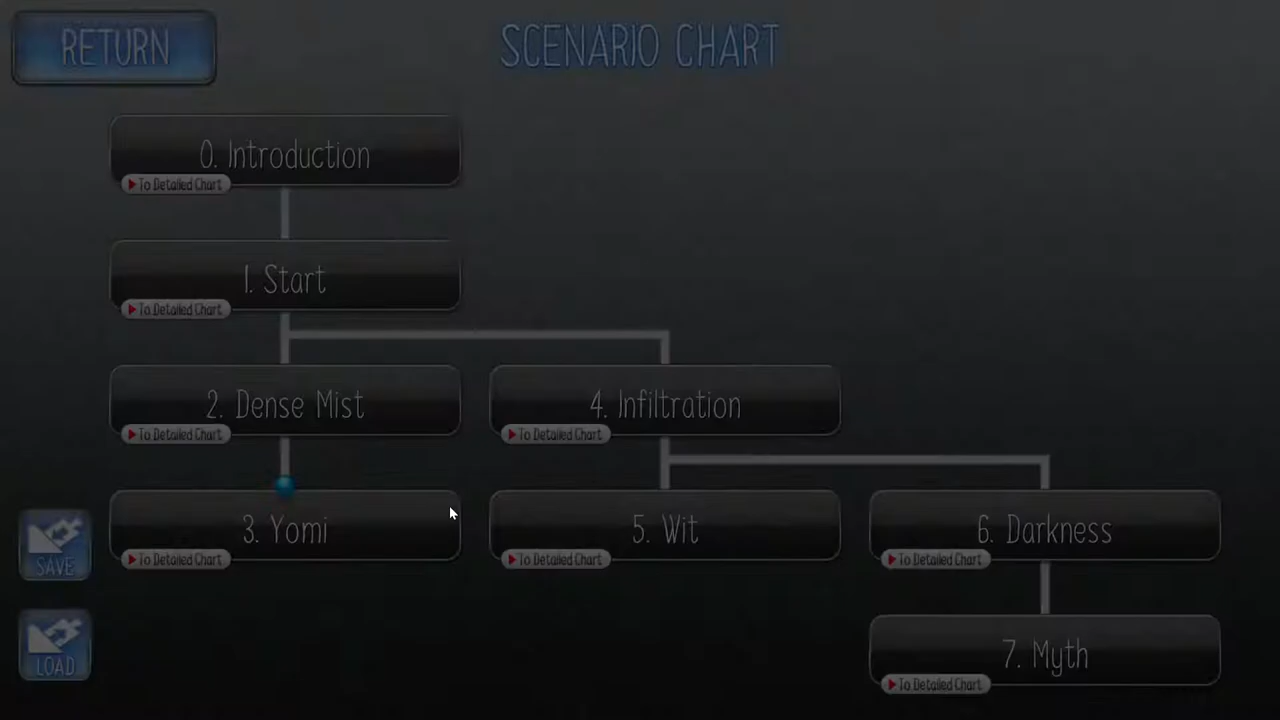 RETURN
SCENARIO CHART
0. Introduction
To Detailed Chart
1. Start
To Detailed Chart
2. Dense Mist
To Detailed Chart
4. Infiltration
To Detailed Chart
3. Yomi
To Detailed Chart
5. Wit
To Detailed Chart
6. Darkness
To Detailed Chart
SAVE
7. Myth
To Detailed Chart
LOAD